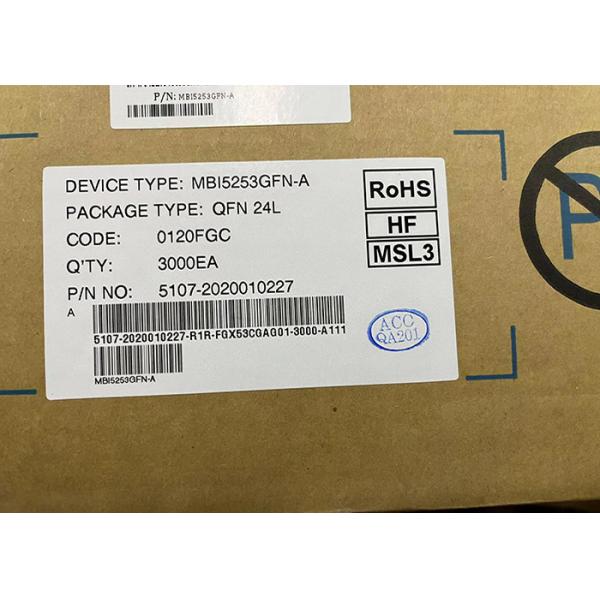 P/N: MBI5253GFN-A
DEVICE TYPE: MBI5253GFN-A
PACKAGE TYPE: QFN 24L
CODE: 0120FGC
Q'TY: 3000EA
P/N NO: 5107-2020010227
A
5107-2020010227-R1R-FGX53CGAG01-3000-A111
MBI5253GFN-A
RoHS
HF
MSL3
ACC
QA201
P